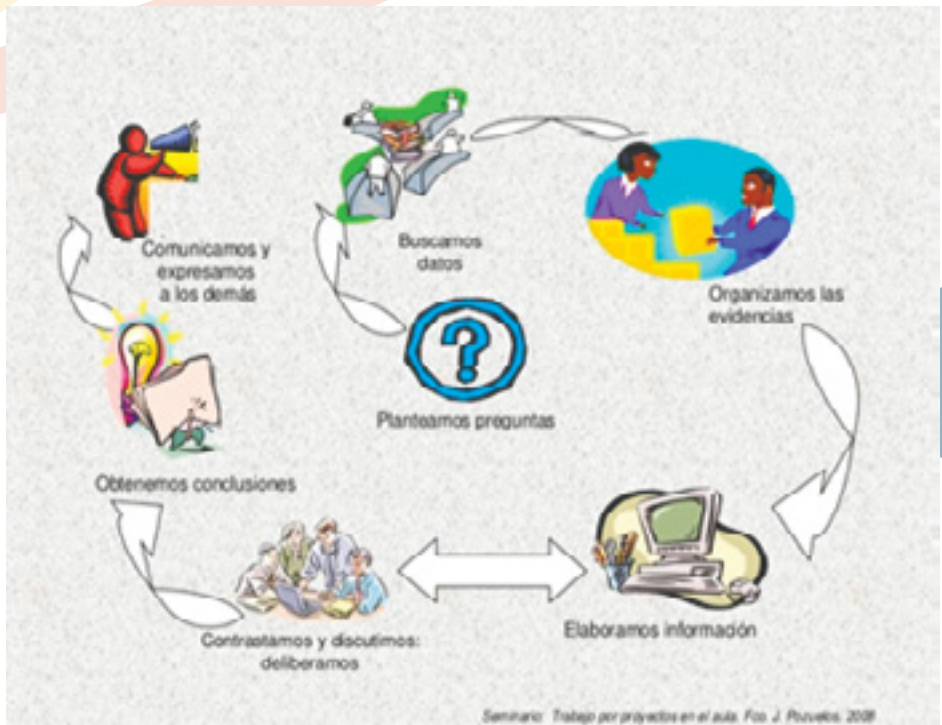 Comunicamos y
expresamos
a los demás
Buscamos
datos
Organizamos las
evidencias
?
Planteamos preguntas
Obtenemos conclusiones
Contrastamos y discutimos:
deliberamos
Elaboramos información
Seminario: Trabajo por proyectos en el aula. Fco. J. Pozuelos. 2008